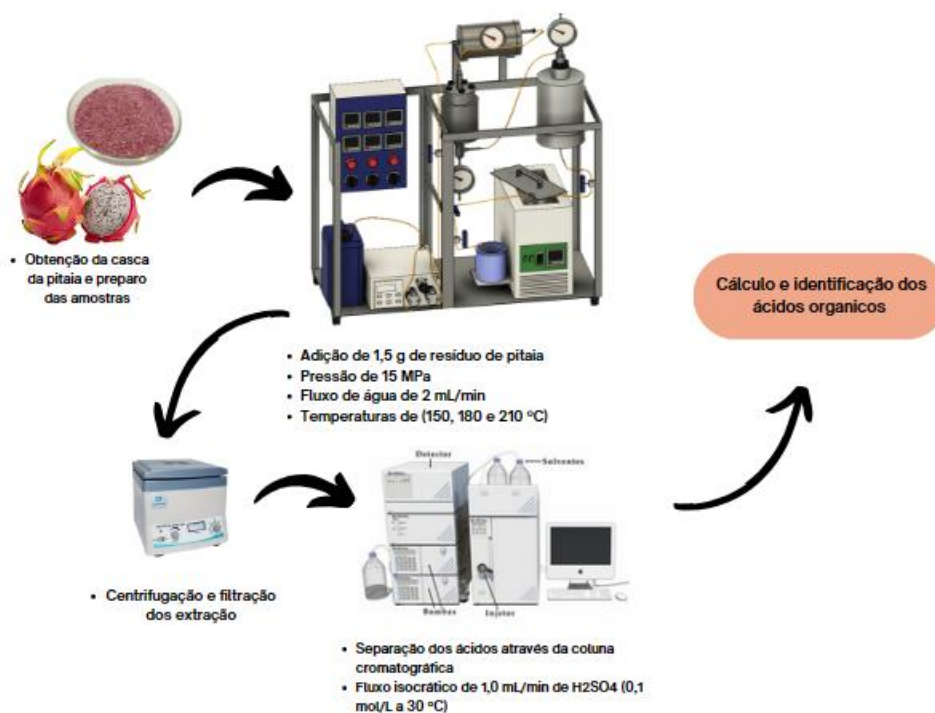 • Obtenção da casca
da pitaia e preparo
das amostras
• Adição de 1,5 g de resíduo de pitaia
• Pressão de 15 MPa
• Fluxo de água de 2 mL/min
• Temperaturas de (150, 180 e 210 ºC)
• Centrifugação e filtração
dos extração
Detector
Solventes
Bombas
Injetor
• Separação dos ácidos através da coluna
cromatográfica
• Fluxo isocrático de 1,0 mL/min de H2SO4 (0,1
mol/L a 30 ºC)
Cálculo e identificação dos
ácidos organicos